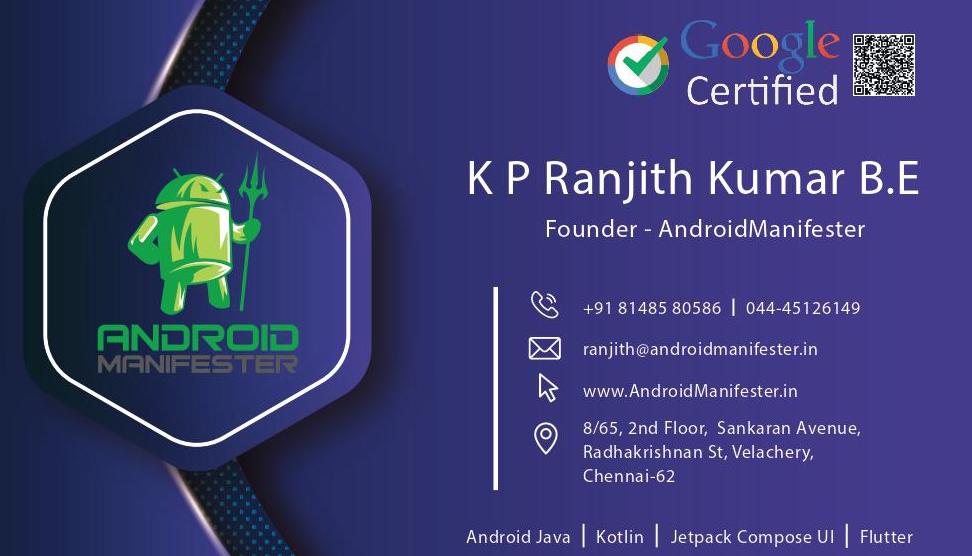 Google
Certified
K P Ranjith Kumar B.E
Founder - AndroidManifester
ANDROID
MANIFESTER
+91 81485 80586 | 044-45126149
ranjith@androidmanifester.in
www.AndroidManifester.in
8/65, 2nd Floor, Sankaran Avenue,
Radhakrishnan St, Velachery,
Chennai-62
Android Java | Kotlin | Jetpack Compose UI | Flutter